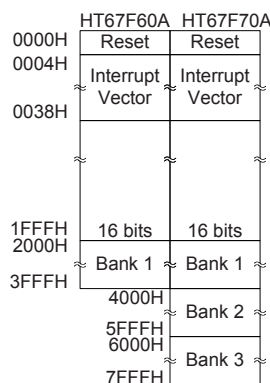 HT67F60A HT67F70A
0000H Reset Reset
0004H
Interrupt Interrupt
Vector Vector
0038H
1FFFH 16 bits 16 bits
2000H
Bank 1 Bank 1
3FFFH
4000H
Bank 2
5FFFH
6000H
Bank 3
7FFFH